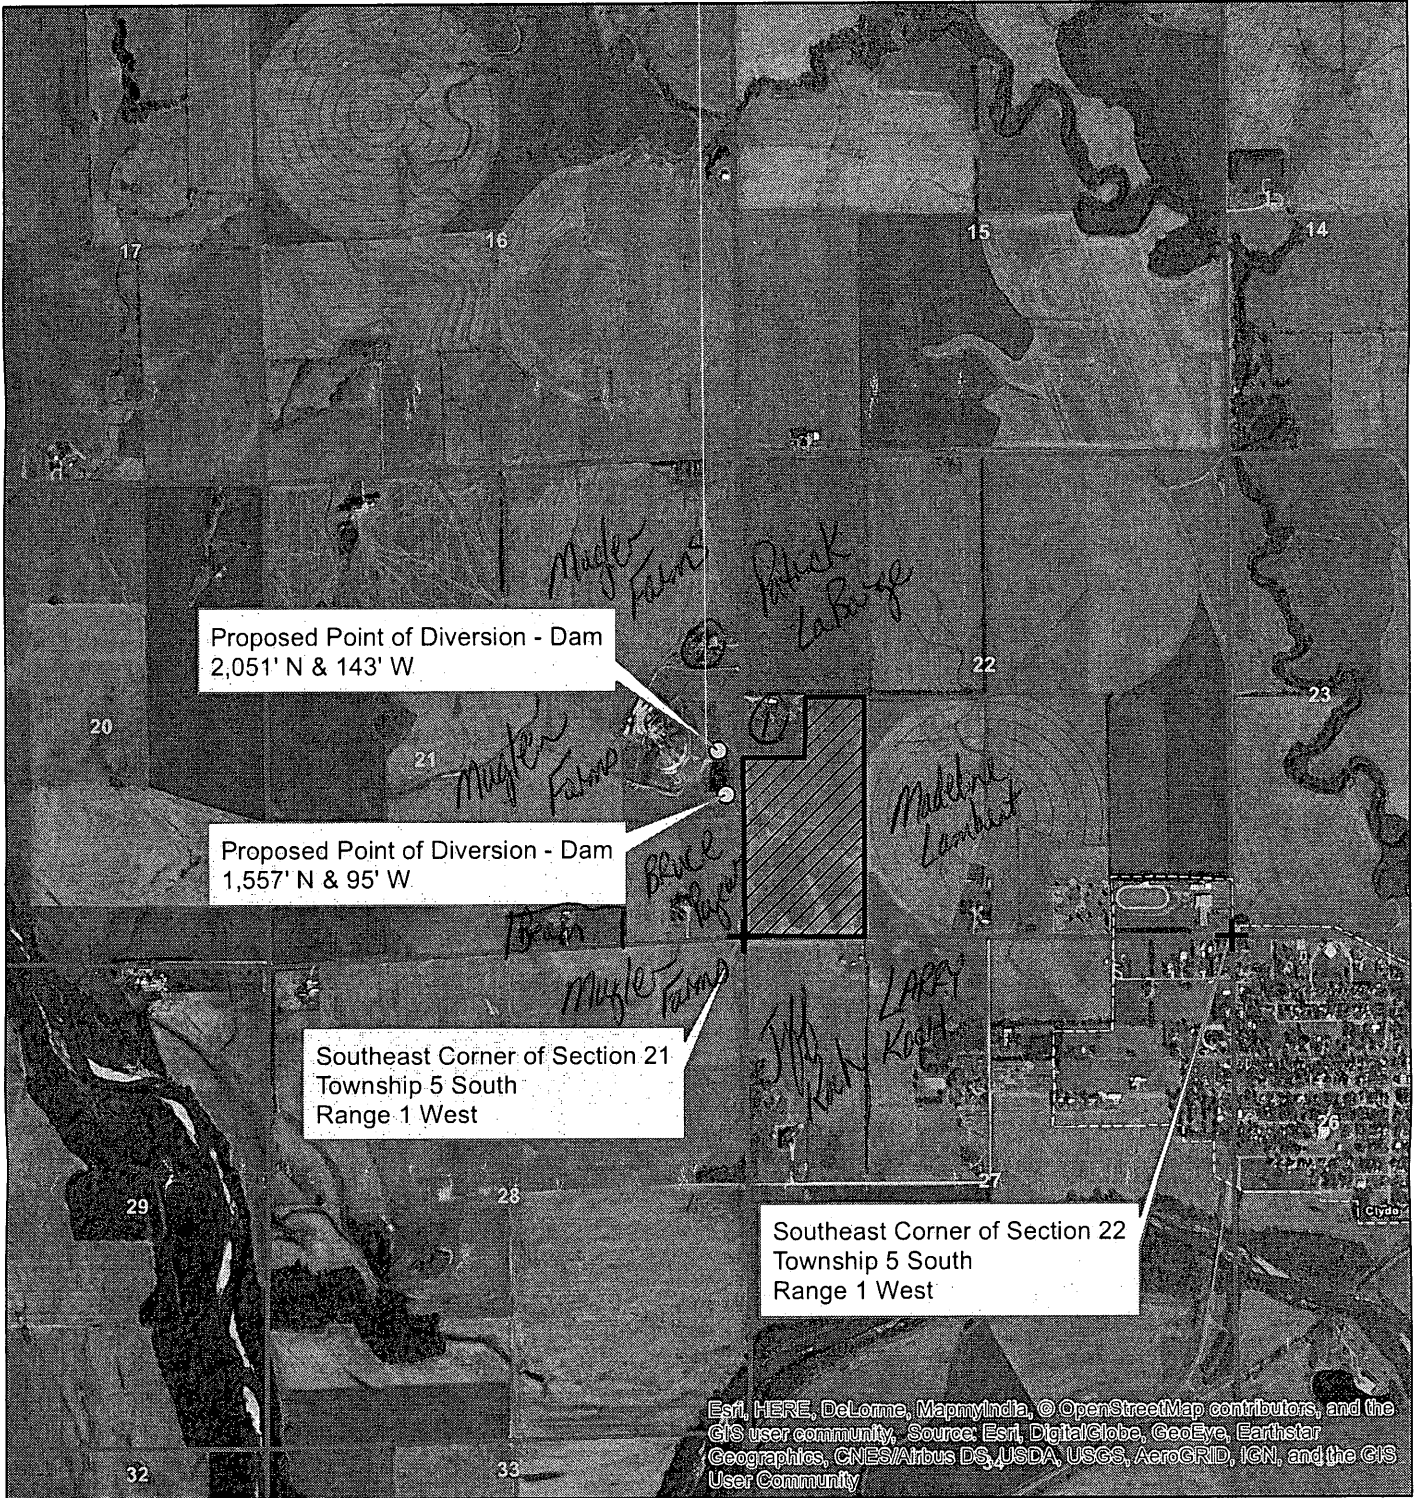 17
16
15
14
Mugler
Farms
Patrick
LaBarge
Proposed Point of Diversion - Dam
2,051' N & 143' W
22
23
20
21
Mugler
Farms
1
Madeline
Lambert
Proposed Point of Diversion - Dam
1,557' N & 95' W
Bruce
Mugler
Farms
Larry
Koch
Jeff
Koch
Southeast Corner of Section 21
Township 5 South
Range 1 West
26
29
28
27
Clyde
Southeast Corner of Section 22
Township 5 South
Range 1 West
Esri, HERE, DeLorme, MapmyIndia, © OpenStreetMap contributors, and the
GIS user community, Source: Esri, DigitalGlobe, GeoEye, Earthstar
Geographics, CNES/Airbus DS, USDA, USGS, AeroGRID, IGN, and the GIS
User Community
32
33
34